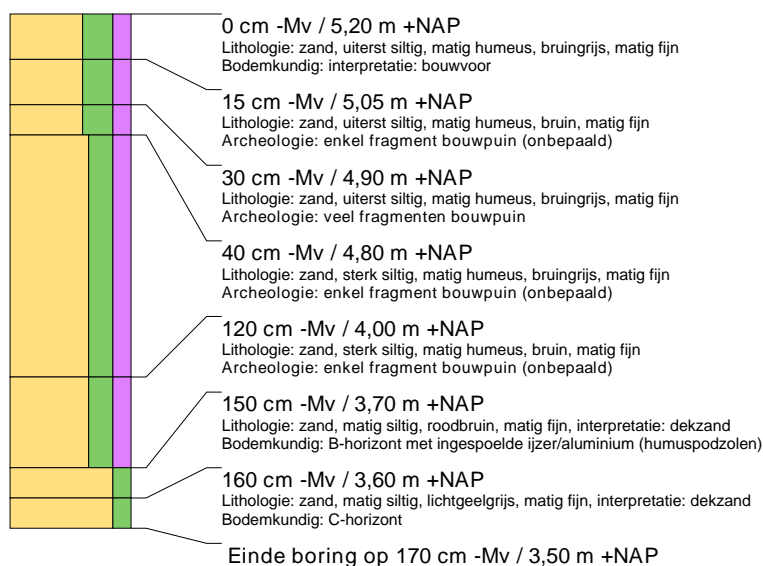 0 cm -Mv / 5,20 m +NAP
Lithologie: zand, uiterst siltig, matig humeus, bruingrijs, matig fijn
Bodemkundig: interpretatie: bouwvoor
15 cm -Mv / 5,05 m +NAP
Lithologie: zand, uiterst siltig, matig humeus, bruin, matig fijn
Archeologie: enkel fragment bouwpuin (onbepaald)
30 cm -Mv / 4,90 m +NAP
Lithologie: zand, uiterst siltig, matig humeus, bruingrijs, matig fijn
Archeologie: veel fragmenten bouwpuin
40 cm -Mv / 4,80 m +NAP
Lithologie: zand, sterk siltig, matig humeus, bruingrijs, matig fijn
Archeologie: enkel fragment bouwpuin (onbepaald)
120 cm -Mv / 4,00 m +NAP
Lithologie: zand, sterk siltig, matig humeus, bruin, matig fijn
Archeologie: enkel fragment bouwpuin (onbepaald)
150 cm -Mv / 3,70 m +NAP
Lithologie: zand, matig siltig, roodbruin, matig fijn, interpretatie: dekzand
Bodemkundig: B-horizont met ingespoelde ijzer/aluminium (humuspodzolen)
160 cm -Mv / 3,60 m +NAP
Lithologie: zand, matig siltig, lichtgeelgrijs, matig fijn, interpretatie: dekzand
Bodemkundig: C-horizont
Einde boring op 170 cm -Mv / 3,50 m +NAP